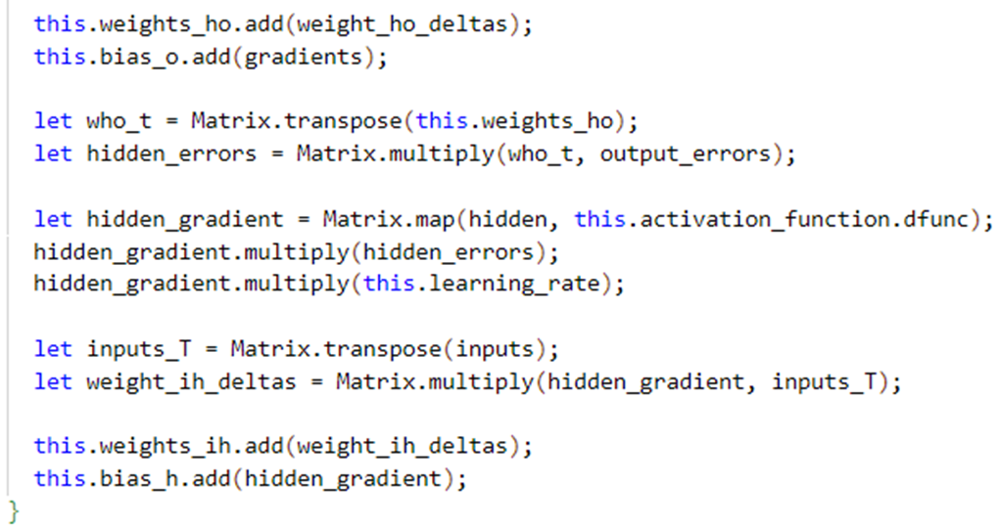 this.weights_ho.add(weight_ho_deltas);
this.bias_o.add(gradients);
let who_t = Matrix.transpose(this.weights_ho);
let hidden_errors = Matrix.multiply(who_t, output_errors);
let hidden_gradient = Matrix.map(hidden, this.activation_function.dfunc);
hidden_gradient.multiply(hidden_errors);
hidden_gradient.multiply(this.learning_rate);
let inputs_T = Matrix.transpose(inputs);
let weight_ih_deltas = Matrix.multiply(hidden_gradient, inputs_T);
this.weights_ih.add(weight_ih_deltas);
this.bias_h.add(hidden_gradient);
}